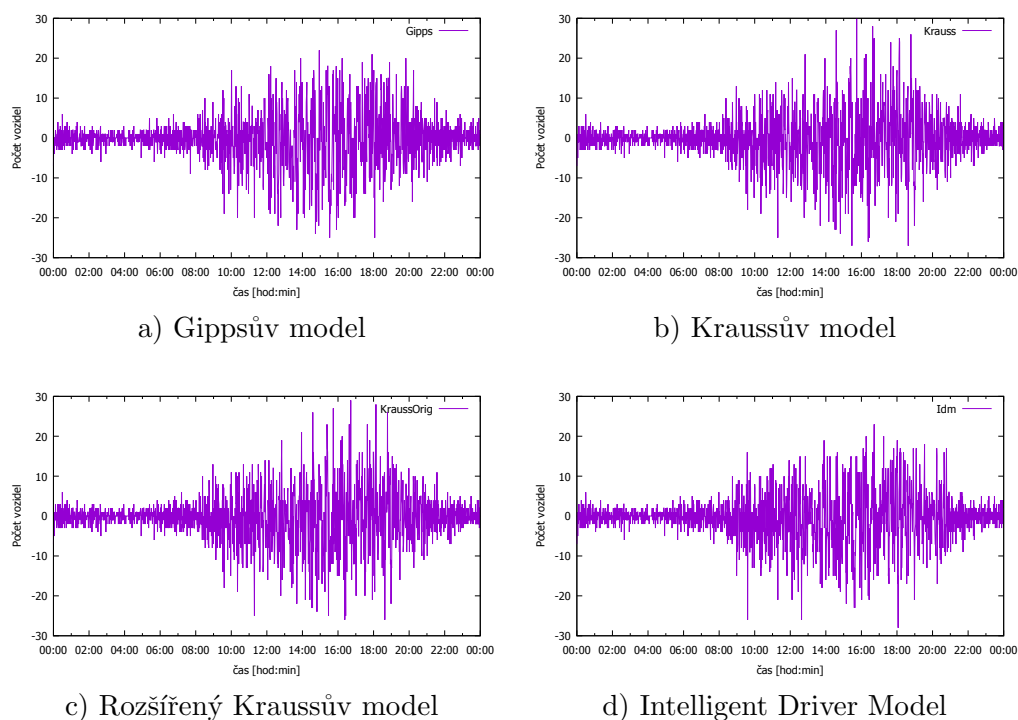 30
20
10
0
-10
-20
-30
Počet vozidel
Gipps
00:00 02:00 04:00 06:00 08:00 10:00 12:00 14:00 16:00 18:00 20:00 22:00 00:00
čas [hod:min]
a) Gippsův model
30
20
10
0
-10
-20
-30
Počet vozidel
Krauss
00:00 02:00 04:00 06:00 08:00 10:00 12:00 14:00 16:00 18:00 20:00 22:00 00:00
čas [hod:min]
b) Kraussův model
30
20
10
0
-10
-20
-30
Počet vozidel
KraussOrig
00:00 02:00 04:00 06:00 08:00 10:00 12:00 14:00 16:00 18:00 20:00 22:00 00:00
čas [hod:min]
c) Rozšířený Kraussův model
30
20
10
0
-10
-20
-30
Počet vozidel
Idm
00:00 02:00 04:00 06:00 08:00 10:00 12:00 14:00 16:00 18:00 20:00 22:00 00:00
čas [hod:min]
d) Intelligent Driver Model